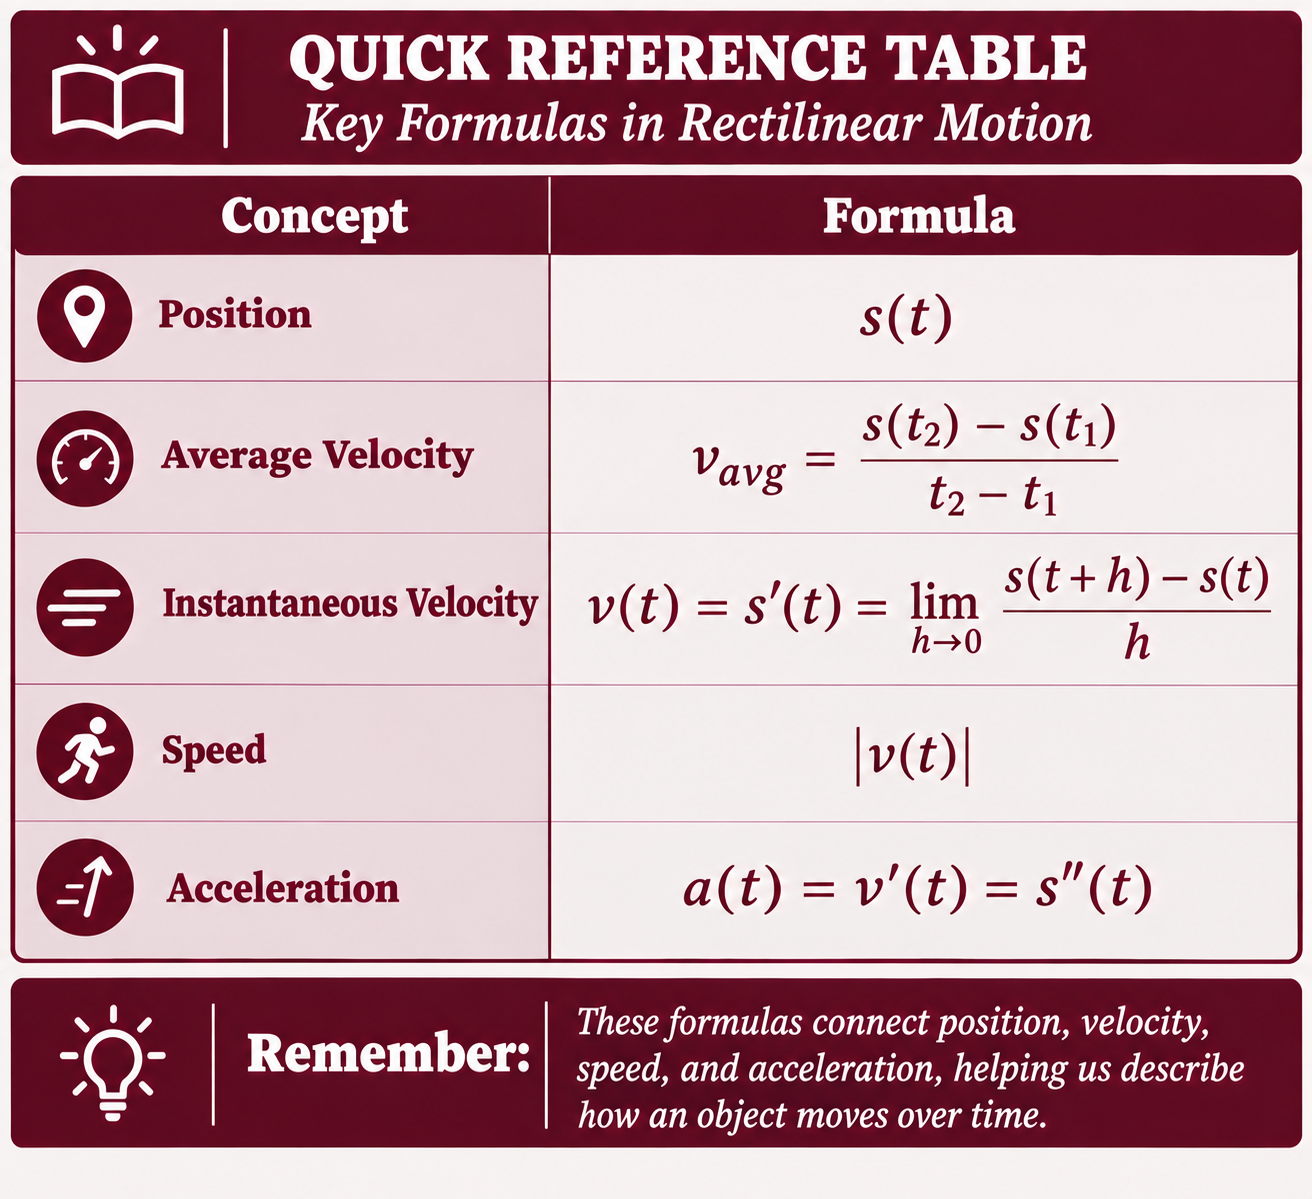 QUICK REFERENCE TABLE
Key Formulas in Rectilinear Motion
Concept Formula
Position s(t)
Average Velocity v_avg = (s(t₂) − s(t₁)) / (t₂ − t₁)
Instantaneous Velocity v(t) = s′(t) = lim h→0 (s(t + h) − s(t)) / h
Speed |v(t)|
Acceleration a(t) = v′(t) = s″(t)
Remember:
These formulas connect position, velocity,
speed, and acceleration, helping us describe
how an object moves over time.